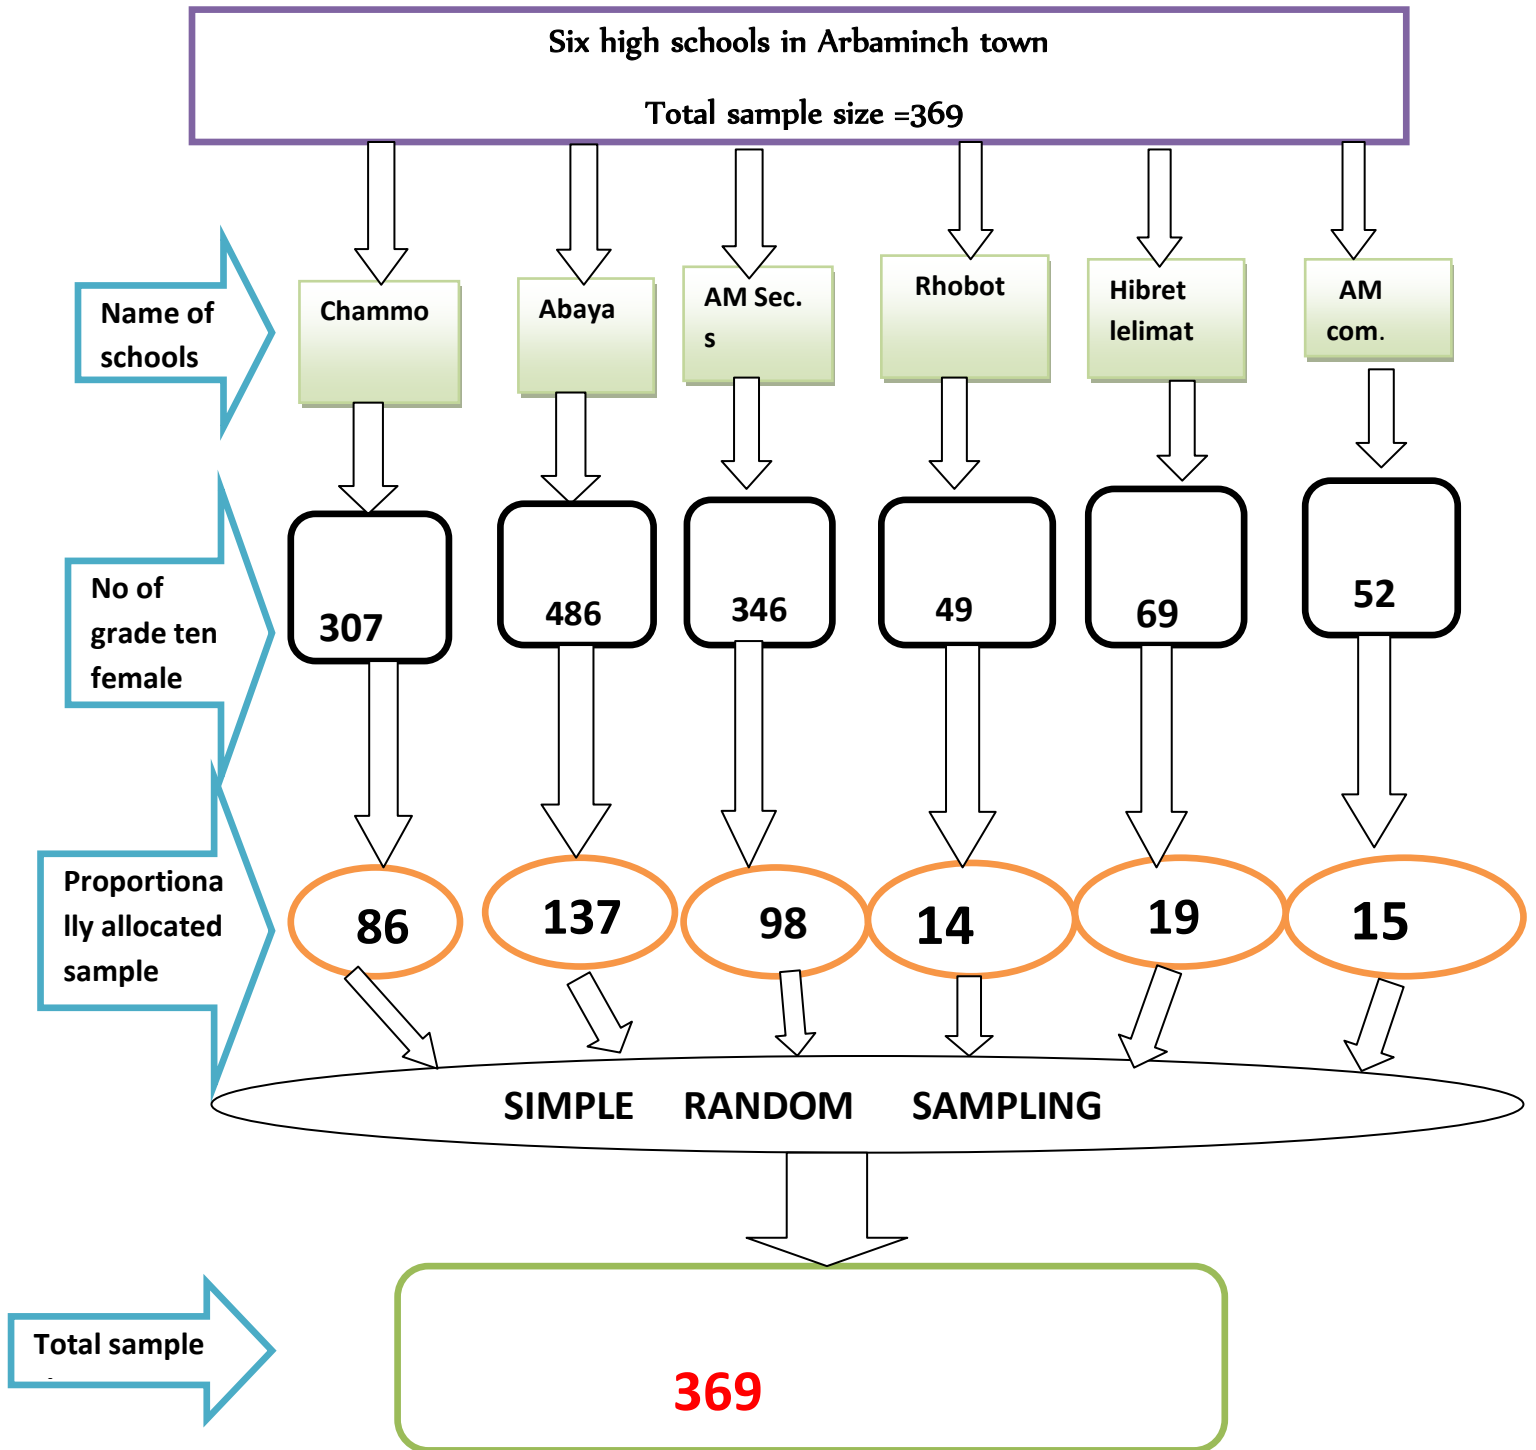 Six high schools in Arbaminch town
Total sample size =369
Name of
schools
Chammo
Abaya
AM Sec.
s
Rhobot
Hibret
lelimat
AM
com.
No of
grade ten
female
307
486
346
49
69
52
Proportiona
lly allocated
sample
86
137
98
14
19
15
SIMPLE RANDOM SAMPLING
Total sample
369